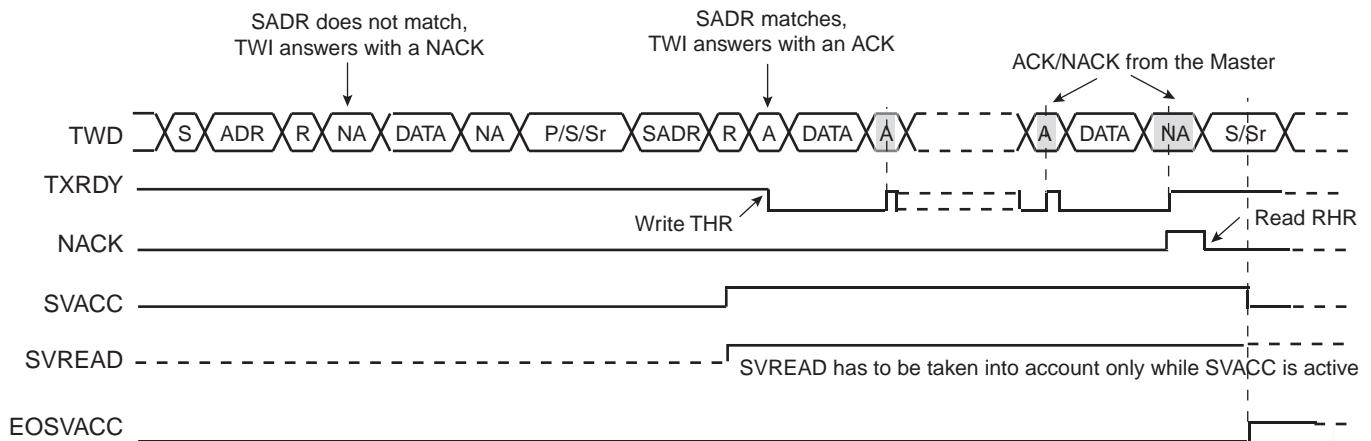 SADR does not match,
TWI answers with a NACK
SADR matches,
TWI answers with an ACK
ACK/NACK from the Master
TWD S ADR R NA DATA NA P/S/Sr SADR R A DATA A A DATA NA S/Sr
TXRDY
Write THR
Read RHR
NACK
SVACC
SVREAD
SVREAD has to be taken into account only while SVACC is active
EOSVACC